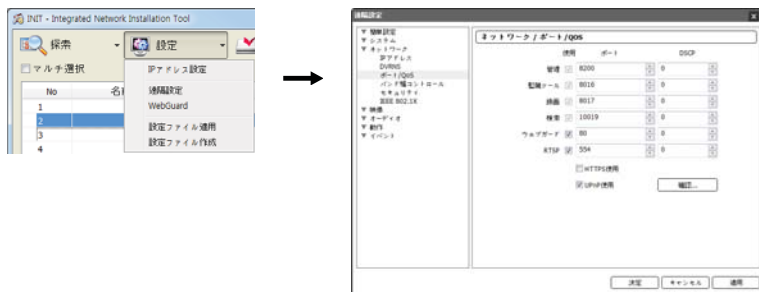 INIT - Integrated Network Installation Tool
探索
設定
マルチ選択
IPアドレス設定
遠隔設定
WebGuard
設定ファイル適用
設定ファイル作成
No
名
1
2
3
4
遠隔設定
簡単設定
システム
ネットワーク
IPアドレス
DVRNS
ポート/QoS
バンド幅コントロール
セキュリティ
IEEE 802.1X
映像
オーディオ
動作
イベント
ネットワーク / ポート/QoS
使用 ポート DSCP
管理 8200 0
監視ツール 8016 0
録画 8017 0
検索 10019 0
ウェブガード 80 0
RTSP 554 0
HTTPS使用
UPnP使用 確認...
決定 キャンセル 適用